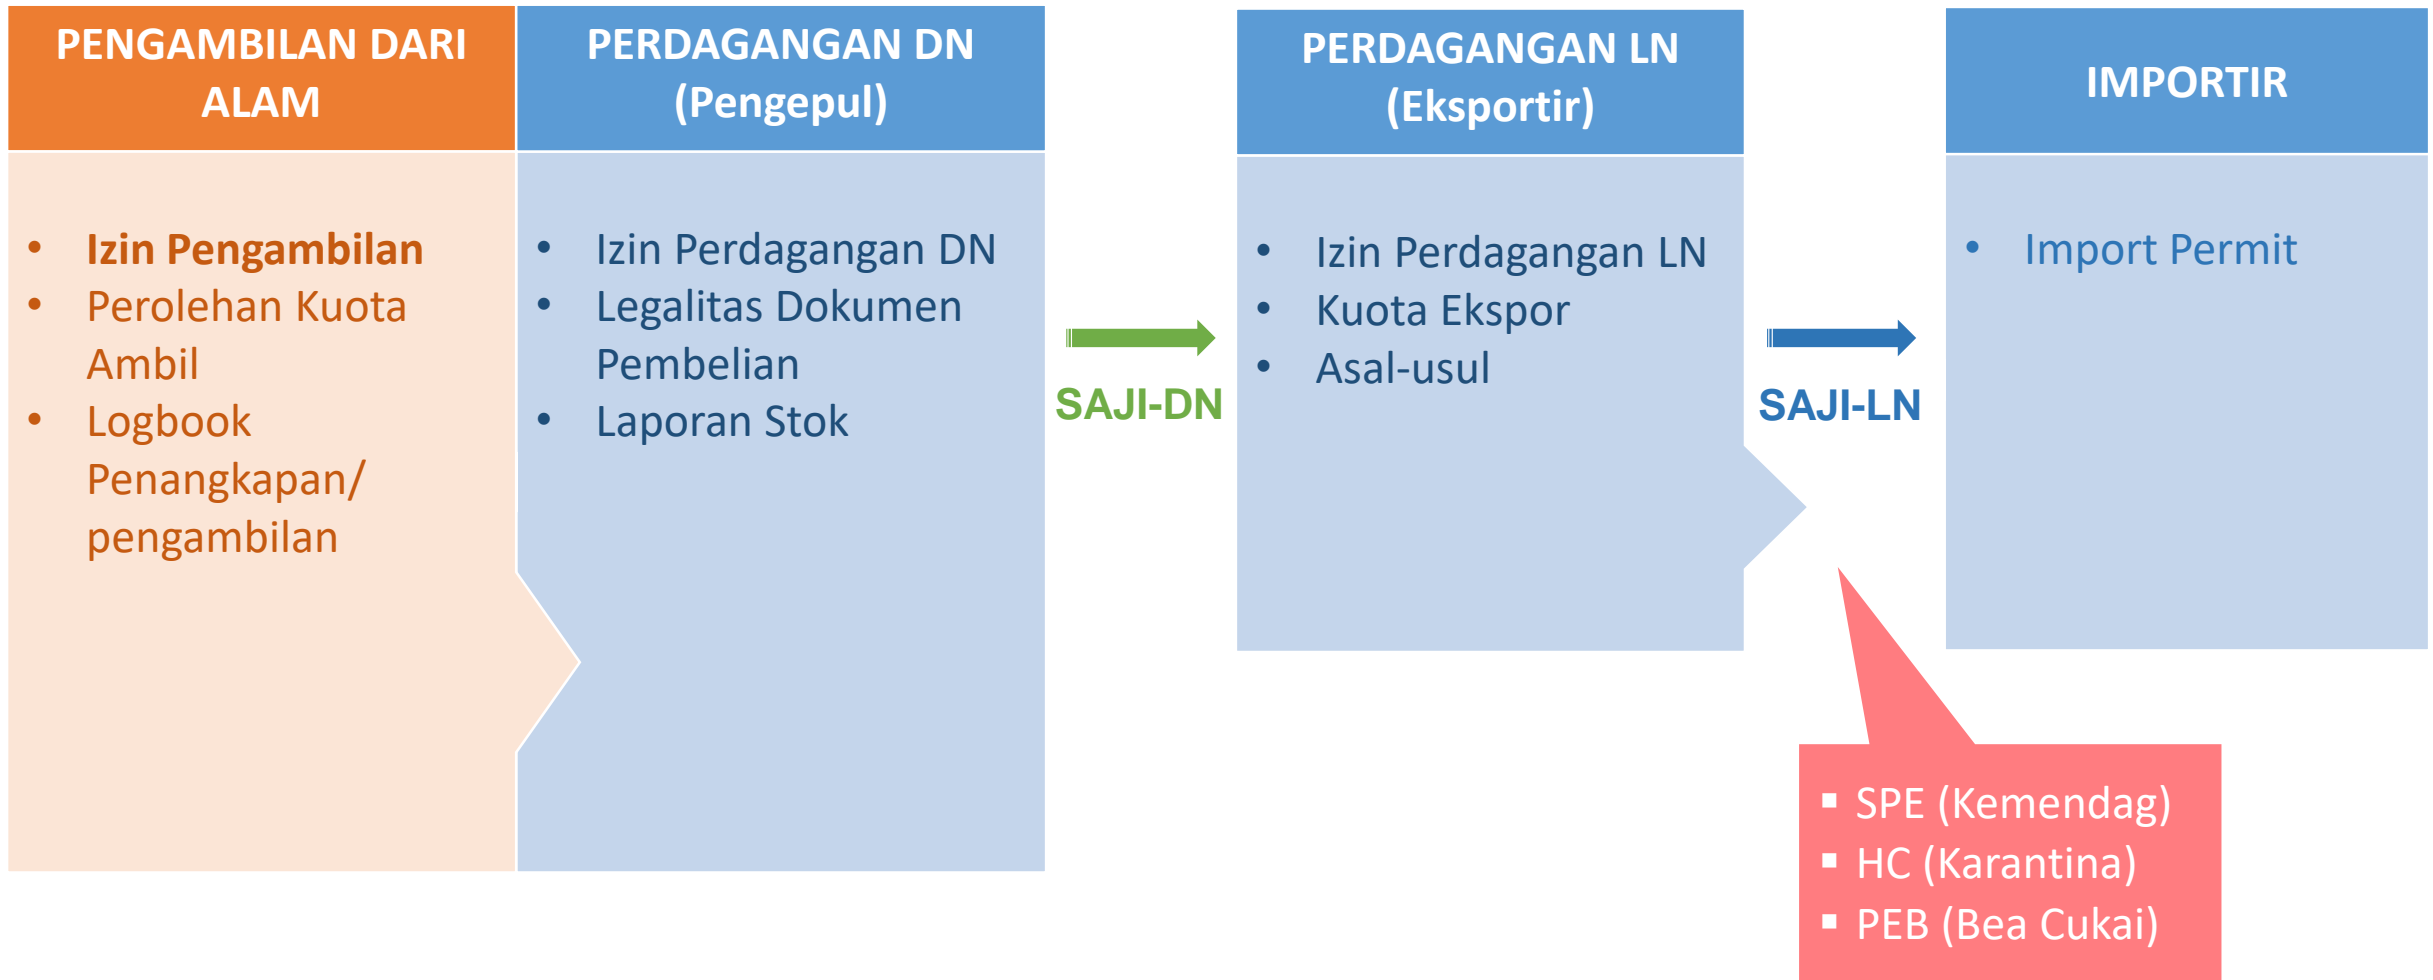 PENGAMBILAN DARI
ALAM
• Izin Pengambilan
• Perolehan Kuota
Ambil
• Logbook
Penangkapan/
pengambilan
PERDAGANGAN DN
(Pengepul)
• Izin Perdagangan DN
• Legalitas Dokumen
Pembelian
• Laporan Stok
SAJI-DN
PERDAGANGAN LN
(Eksportir)
• Izin Perdagangan LN
• Kuota Ekspor
• Asal-usul
SAJI-LN
IMPORTIR
• Import Permit
▪ SPE (Kemendag)
▪ HC (Karantina)
▪ PEB (Bea Cukai)